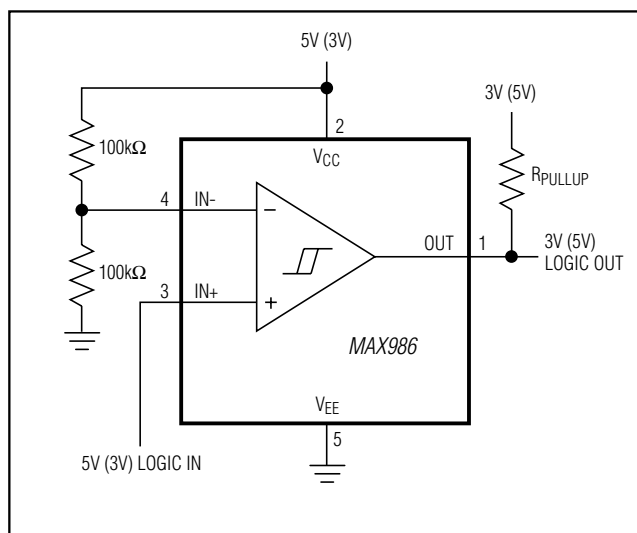 5V (3V)
3V (5V)
2
100kΩ
VCC
RPULLUP
4
IN-
−
OUT
1
3V (5V)
LOGIC OUT
100kΩ
3
IN+
+
MAX986
VEE
5
5V (3V) LOGIC IN